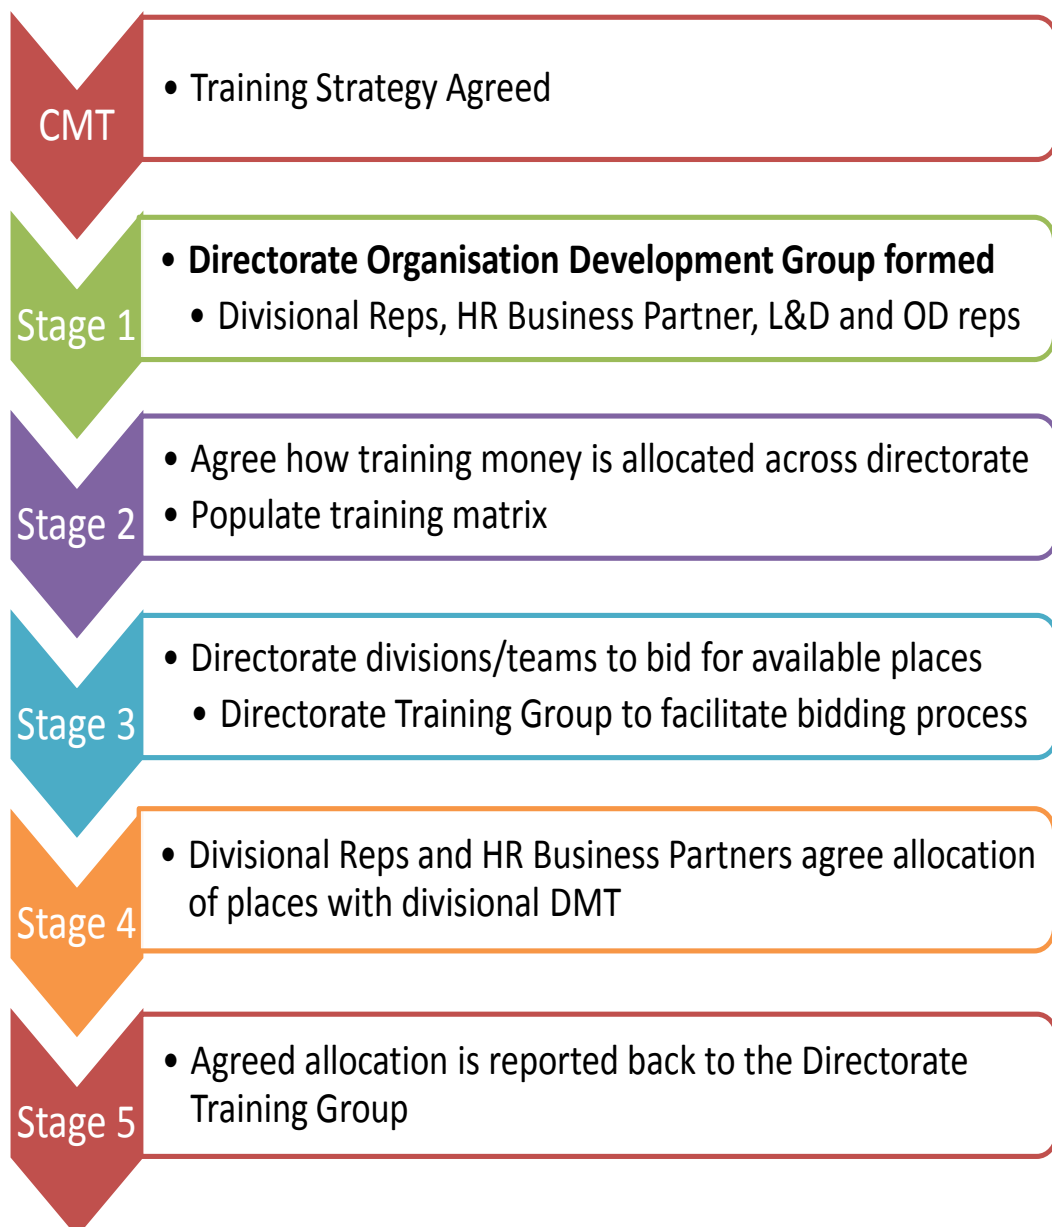 CMT
• Training Strategy Agreed
Stage 1
• Directorate Organisation Development Group formed
• Divisional Reps, HR Business Partner, L&D and OD reps
Stage 2
• Agree how training money is allocated across directorate
• Populate training matrix
Stage 3
• Directorate divisions/teams to bid for available places
• Directorate Training Group to facilitate bidding process
Stage 4
• Divisional Reps and HR Business Partners agree allocation
of places with divisional DMT
Stage 5
• Agreed allocation is reported back to the Directorate
Training Group